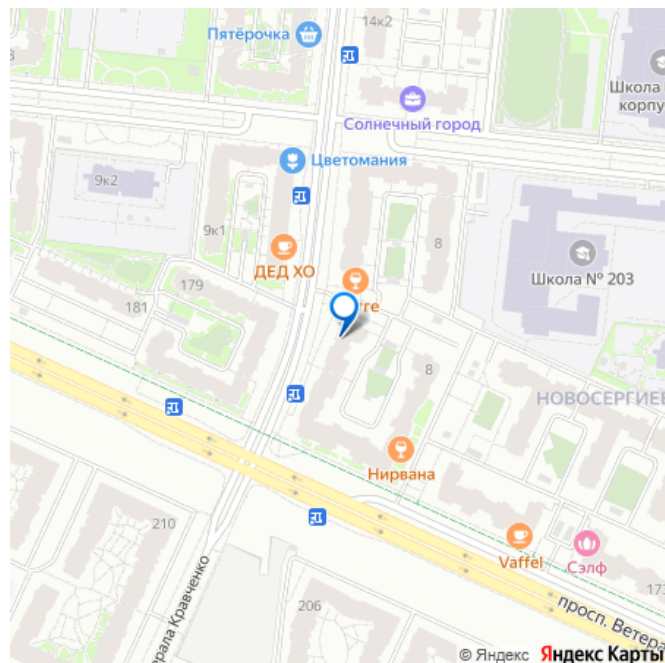 14к2
Пятёрочка
Школа
корпу
Солнечный город
Цветомания
9к2
9к1
8
ДЕД ХО
Школа № 203
179
181
8
НОВОСЕРГИЕВ
Нирвана
210
Vaffel
Сэлф
173
206
просп. Ветера
рала Кравченко
© Яндекс Яндекс Карты